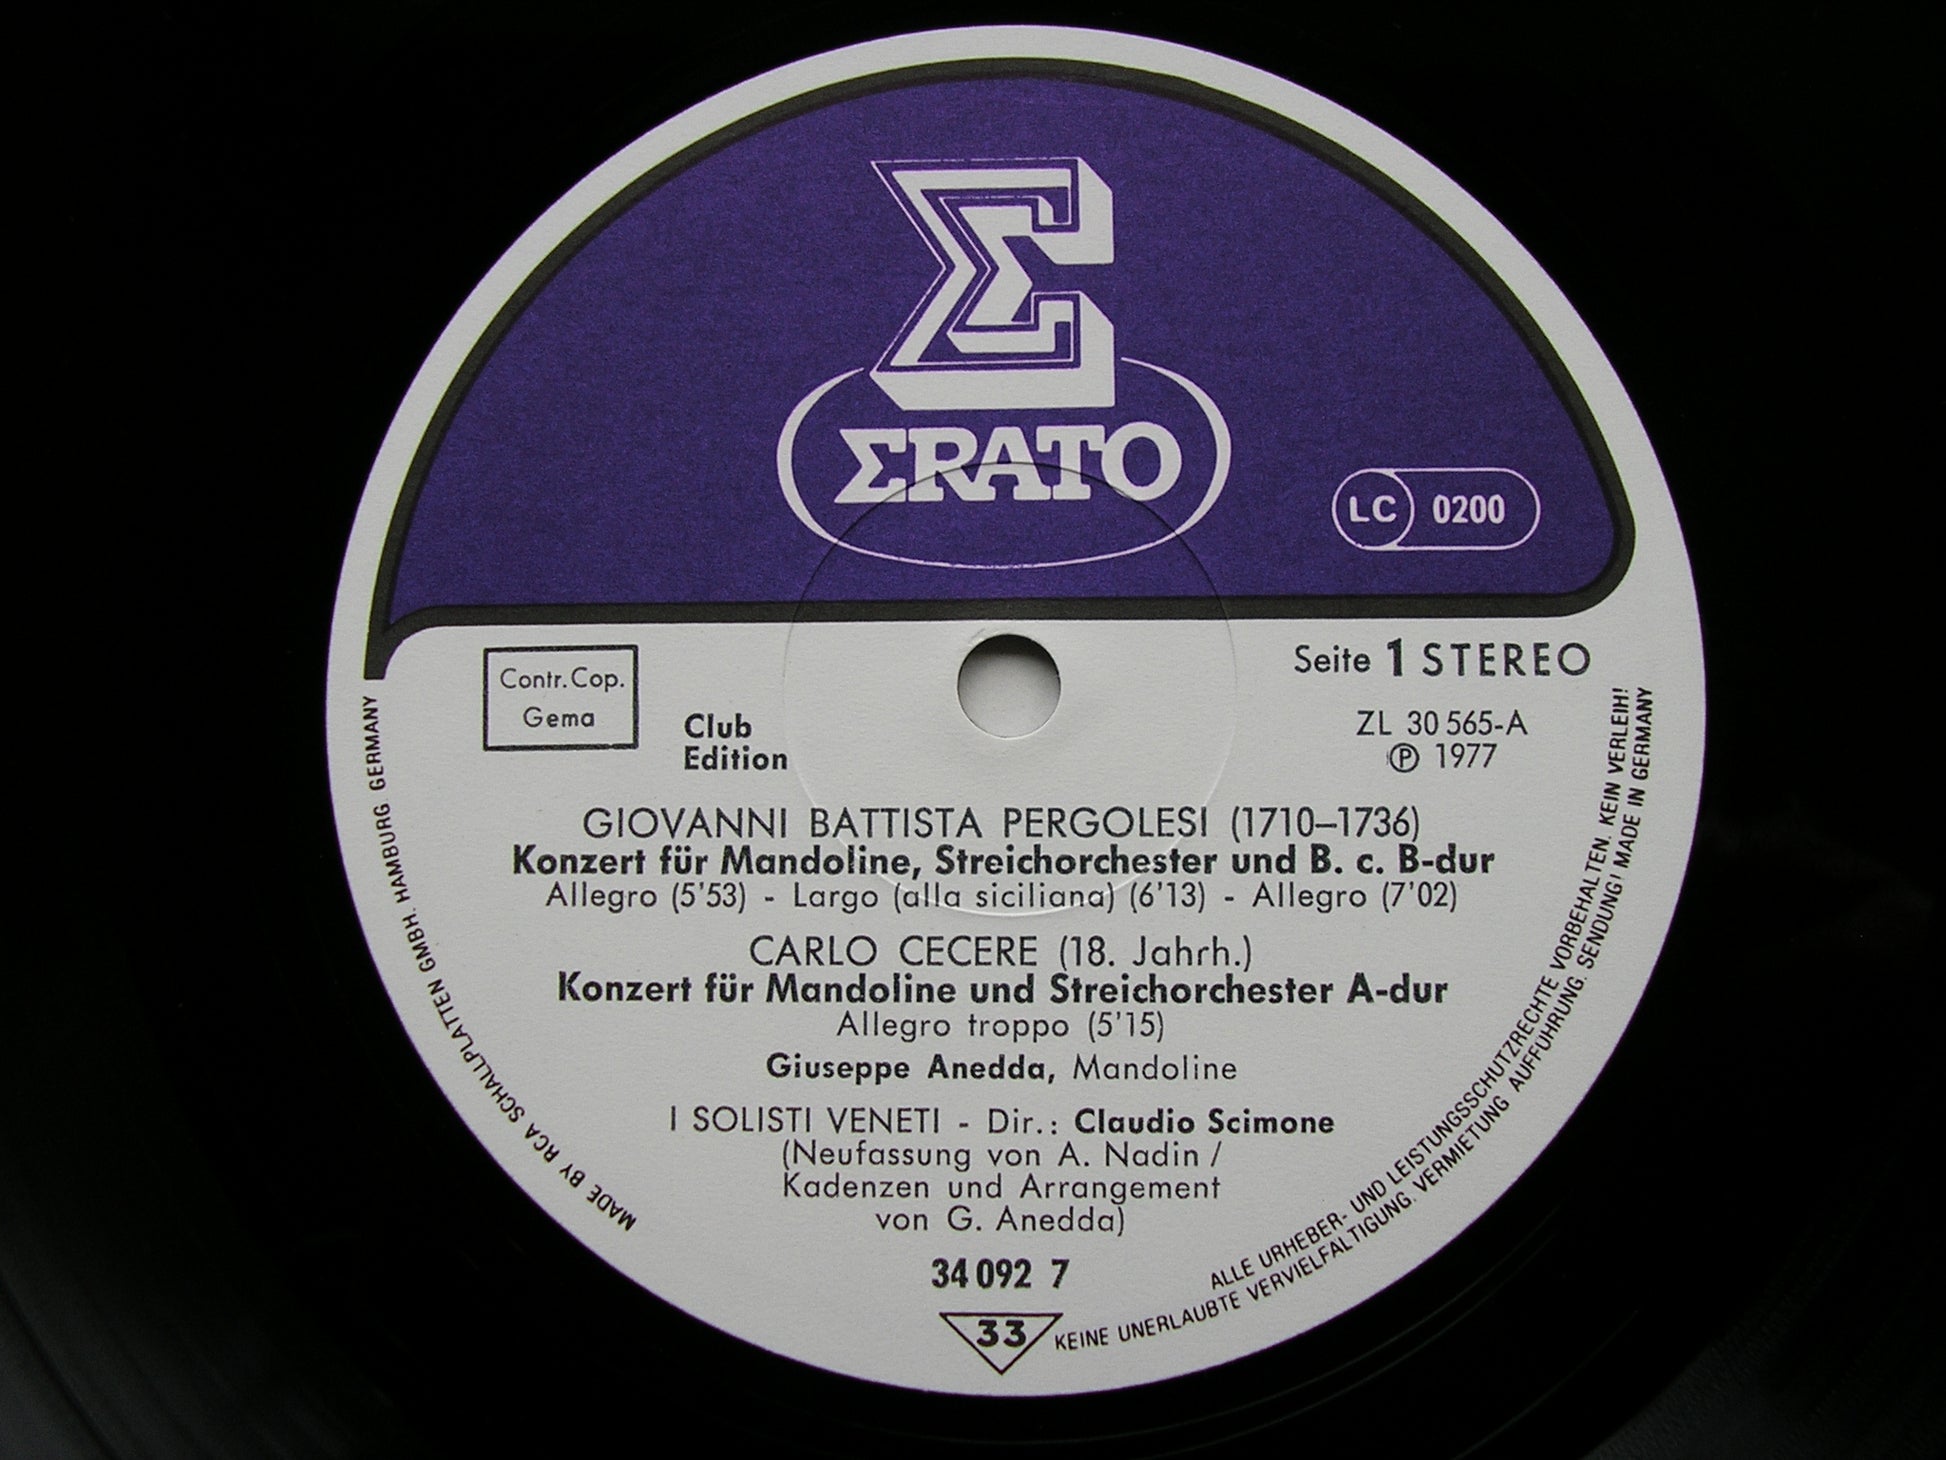 Σ
ΣRATO
LC 0200
Contr. Cop.
Gema
Club
Edition
Seite 1 STEREO
ZL 30 565-A
℗ 1977
GIOVANNI BATTISTA PERGOLESI (1710–1736)
Konzert für Mandoline, Streichorchester und B. c. B-dur
Allegro (5'53) - Largo (alla siciliana) (6'13) - Allegro (7'02)
CARLO CECERE (18. Jahrh.)
Konzert für Mandoline und Streichorchester A-dur
Allegro troppo (5'15)
Giuseppe Anedda, Mandoline
I SOLISTI VENETI - Dir.: Claudio Scimone
(Neufassung von A. Nadin /
Kadenzen und Arrangement
von G. Anedda)
34 092 7
33
MADE BY RCA SCHALLPLATTEN GMBH. HAMBURG GERMANY
ALLE URHEBER- UND LEISTUNGSSCHUTZRECHTE VORBEHALTEN. KEIN VERLEIH!
KEINE UNERLAUBTE VERVIELFALTIGUNG. VERMIETUNG AUFFÜHRUNG. SENDUNG! MADE IN GERMANY